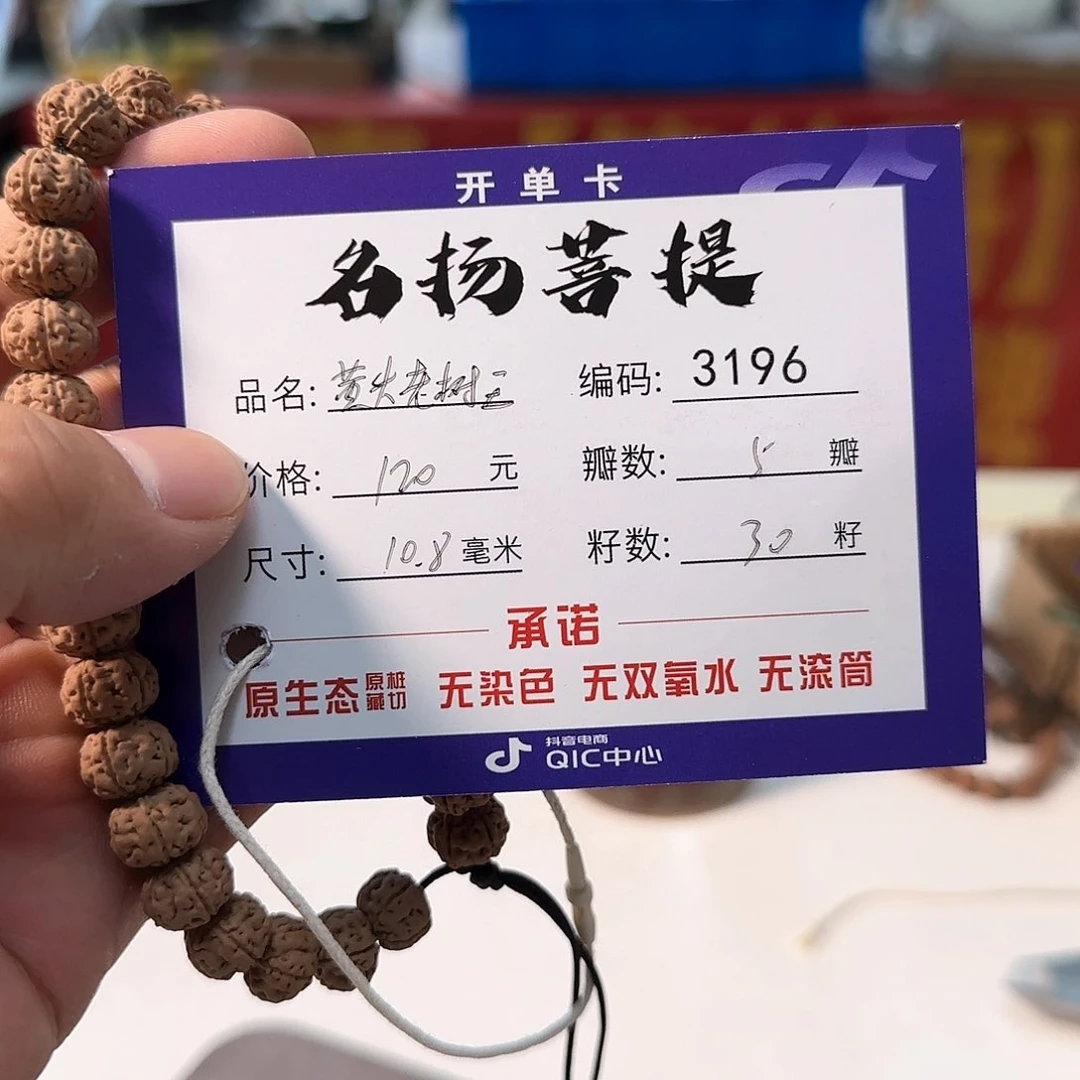 开单卡
名扬菩提
品名: 黄火老树王 编码: 3196
价格: 120 元 瓣数: 5 瓣
尺寸: 10.8 毫米 籽数: 30 籽
承诺
原生态 原桩藏切 无染色 无双氧水 无滚筒
抖音电商
QIC中心